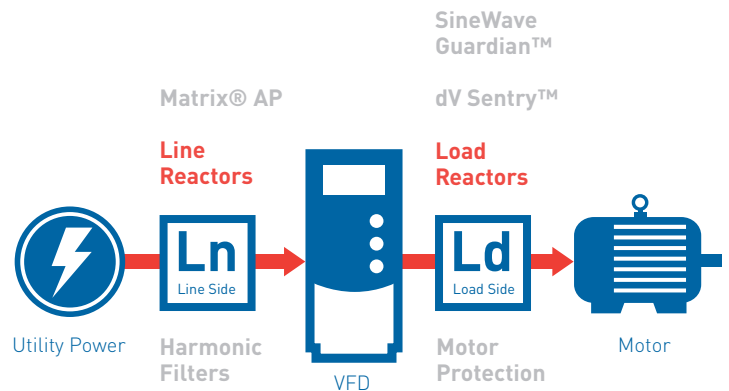 SineWave
Guardian™
Matrix® AP
dV Sentry™
Line
Reactors
Load
Reactors
Ln
Line Side
Ld
Load Side
Utility Power
Harmonic
Filters
VFD
Motor
Protection
Motor